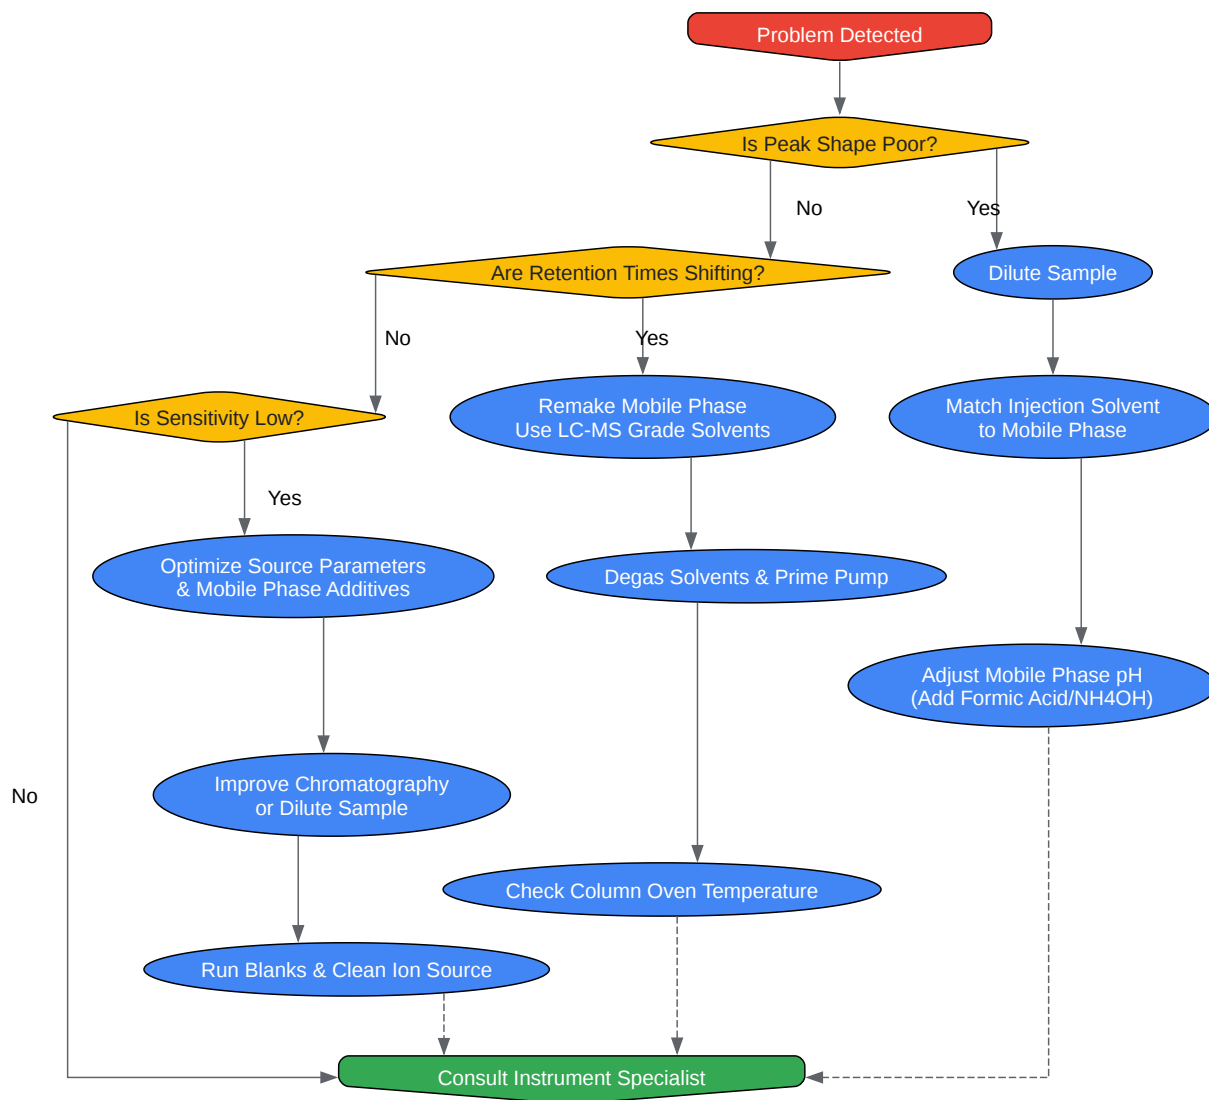 Problem Detected
Is Peak Shape Poor?
No
Yes
Are Retention Times Shifting?
Dilute Sample
No
Yes
Is Sensitivity Low?
Remake Mobile Phase
Use LC-MS Grade Solvents
Match Injection Solvent
to Mobile Phase
Yes
Optimize Source Parameters
& Mobile Phase Additives
Degas Solvents & Prime Pump
Adjust Mobile Phase pH
(Add Formic Acid/NH4OH)
No
Improve Chromatography
or Dilute Sample
Check Column Oven Temperature
Run Blanks & Clean Ion Source
Consult Instrument Specialist